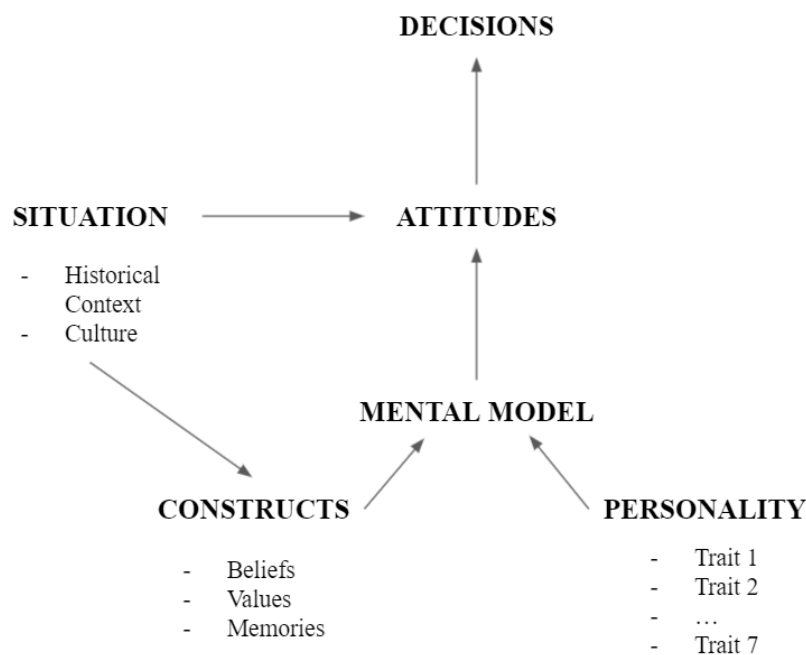 DECISIONS
SITUATION
ATTITUDES
- Historical
Context
- Culture
MENTAL MODEL
CONSTRUCTS
PERSONALITY
- Beliefs
- Values
- Memories
- Trait 1
- Trait 2
- …
- Trait 7